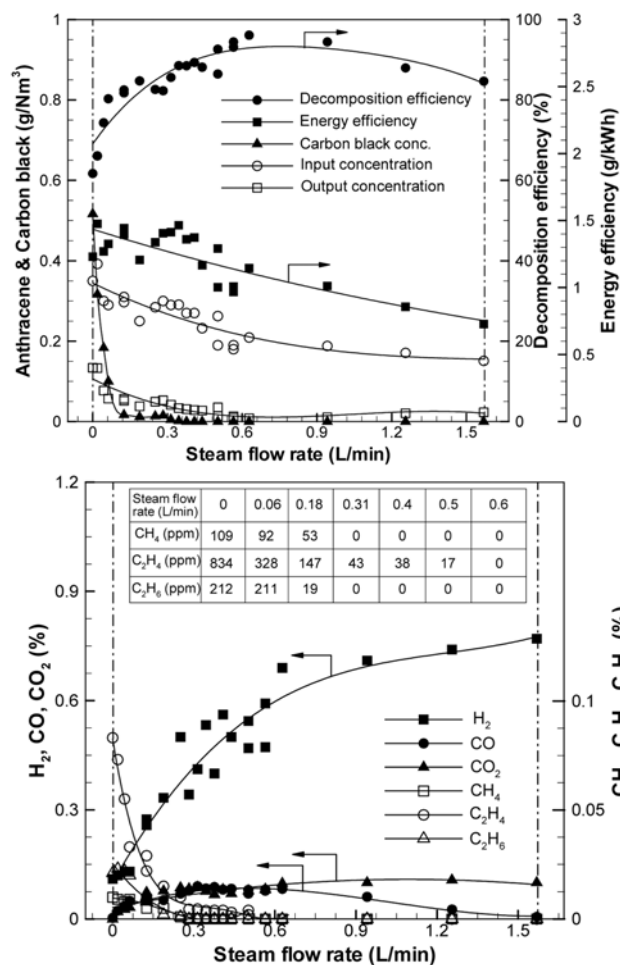 Anthracene & Carbon black (g/Nm³)
1
0.8
0.6
0.4
0.2
0
100
80
60
40
20
0
Decomposition efficiency (%)
3
2.5
2
1.5
1
0.5
0
Energy efficiency (g/kWh)
Decomposition efficiency
Energy efficiency
Carbon black conc.
Input concentration
Output concentration
0 0.3 0.6 0.9 1.2 1.5
Steam flow rate (L/min)
H₂, CO, CO₂ (%)
1.2
0.9
0.6
0.3
0
Steam flow rate (L/min) 0 0.06 0.18 0.31 0.4 0.5 0.6
CH₄ (ppm) 109 92 53 0 0 0 0
C₂H₄ (ppm) 834 328 147 43 38 17 0
C₂H₆ (ppm) 212 211 19 0 0 0 0
0.1
0.05
0
H₂
CO
CO₂
CH₄
C₂H₄
C₂H₆
0 0.3 0.6 0.9 1.2 1.5
Steam flow rate (L/min)